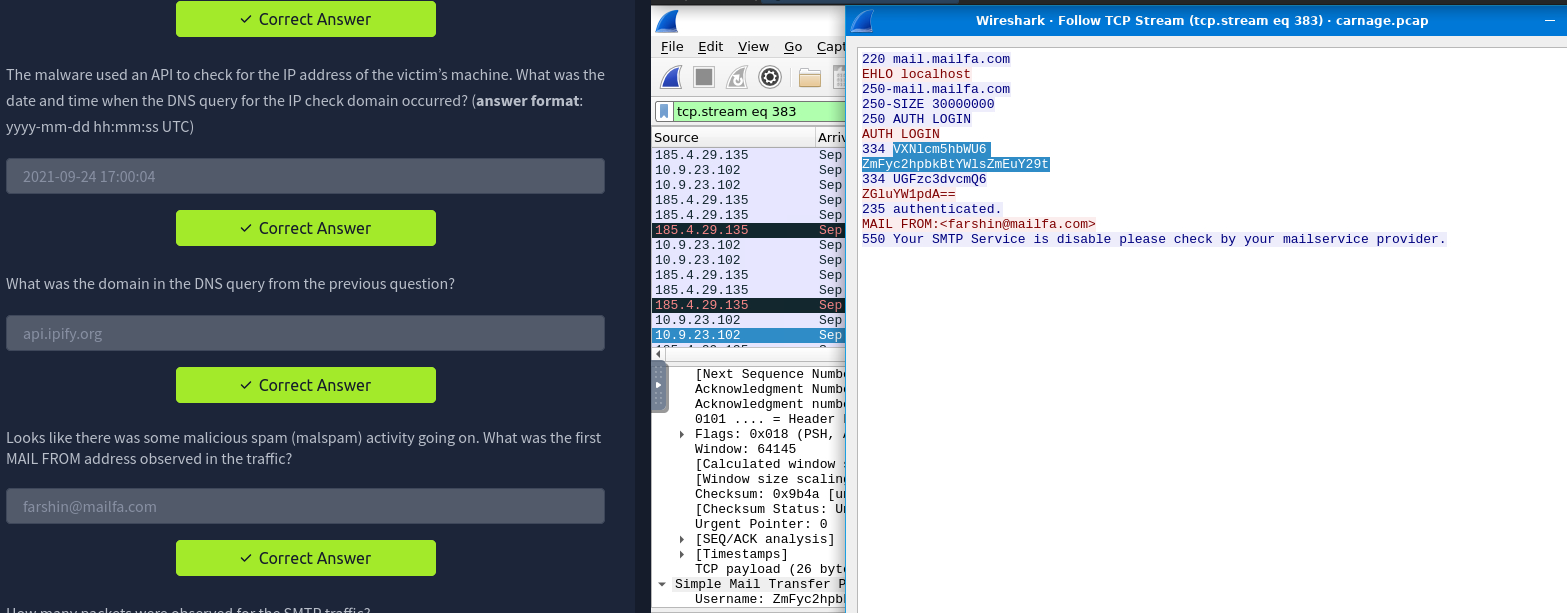 ✓ Correct Answer
The malware used an API to check for the IP address of the victim's machine. What was the
date and time when the DNS query for the IP check domain occurred? (answer format:
yyyy-mm-dd hh:mm:ss UTC)
2021-09-24 17:00:04
✓ Correct Answer
What was the domain in the DNS query from the previous question?
api.ipify.org
✓ Correct Answer
Looks like there was some malicious spam (malspam) activity going on. What was the first
MAIL FROM address observed in the traffic?
farshin@mailfa.com
✓ Correct Answer
How many packets were observed for the SMTP traffic?
File Edit View Go Capt
tcp.stream eq 383
Source Arriv
185.4.29.135 Sep
10.9.23.102 Sep
10.9.23.102 Sep
185.4.29.135 Sep
185.4.29.135 Sep
185.4.29.135 Sep
10.9.23.102 Sep
10.9.23.102 Sep
185.4.29.135 Sep
185.4.29.135 Sep
185.4.29.135 Sep
10.9.23.102 Sep
10.9.23.102 Sep
[Next Sequence Numbe
Acknowledgment Numbe
Acknowledgment numbe
0101 .... = Header
Flags: 0x018 (PSH, A
Window: 64145
[Calculated window s
[Window size scaling
Checksum: 0x9b4a [un
[Checksum Status: Un
Urgent Pointer: 0
[SEQ/ACK analysis]
[Timestamps]
TCP payload (26 byte
Simple Mail Transfer P
Username: ZmFyc2hpbk
Wireshark · Follow TCP Stream (tcp.stream eq 383) · carnage.pcap
220 mail.mailfa.com
EHLO localhost
250-mail.mailfa.com
250-SIZE 30000000
250 AUTH LOGIN
AUTH LOGIN
334 VXNlcm5hbWU6
ZmFyc2hpbkBtYWlsZmEuY29t
334 UGFzc3dvcmQ6
ZGluYW1pdA==
235 authenticated.
MAIL FROM:<farshin@mailfa.com>
550 Your SMTP Service is disable please check by your mailservice provider.